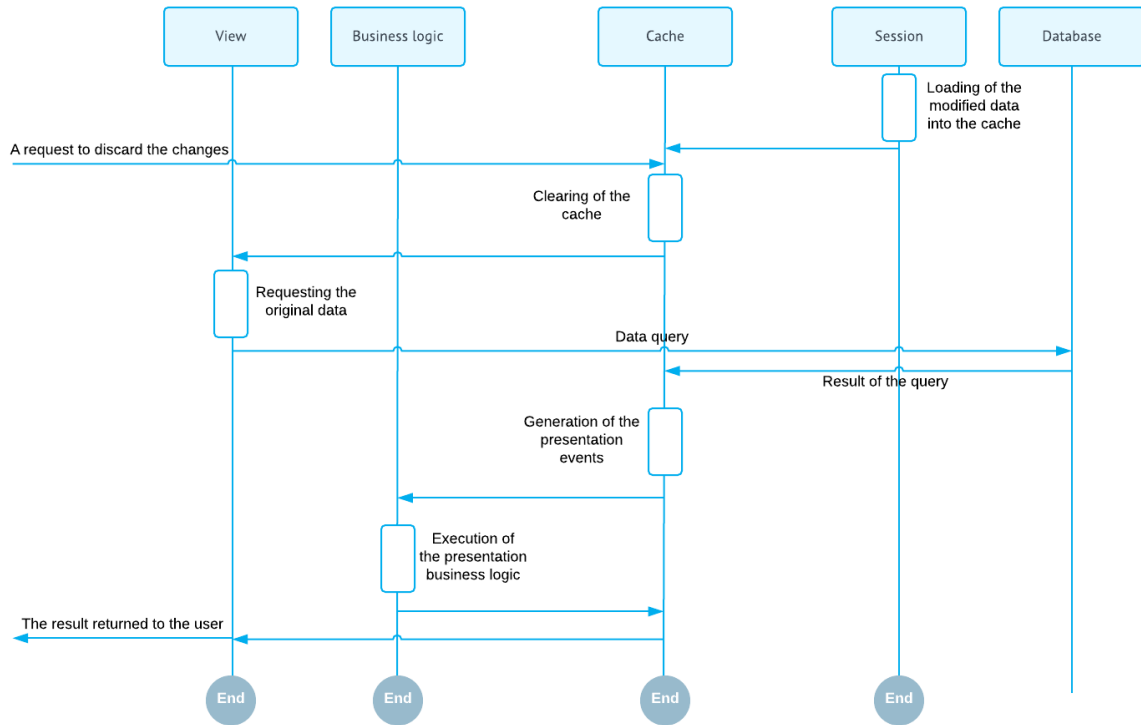 View
Business logic
Cache
Session
Database
Loading of the
modified data
into the cache
A request to discard the changes
Clearing of the
cache
Requesting the
original data
Data query
Result of the query
Generation of the
presentation
events
Execution of
the presentation
business logic
The result returned to the user
End
End
End
End